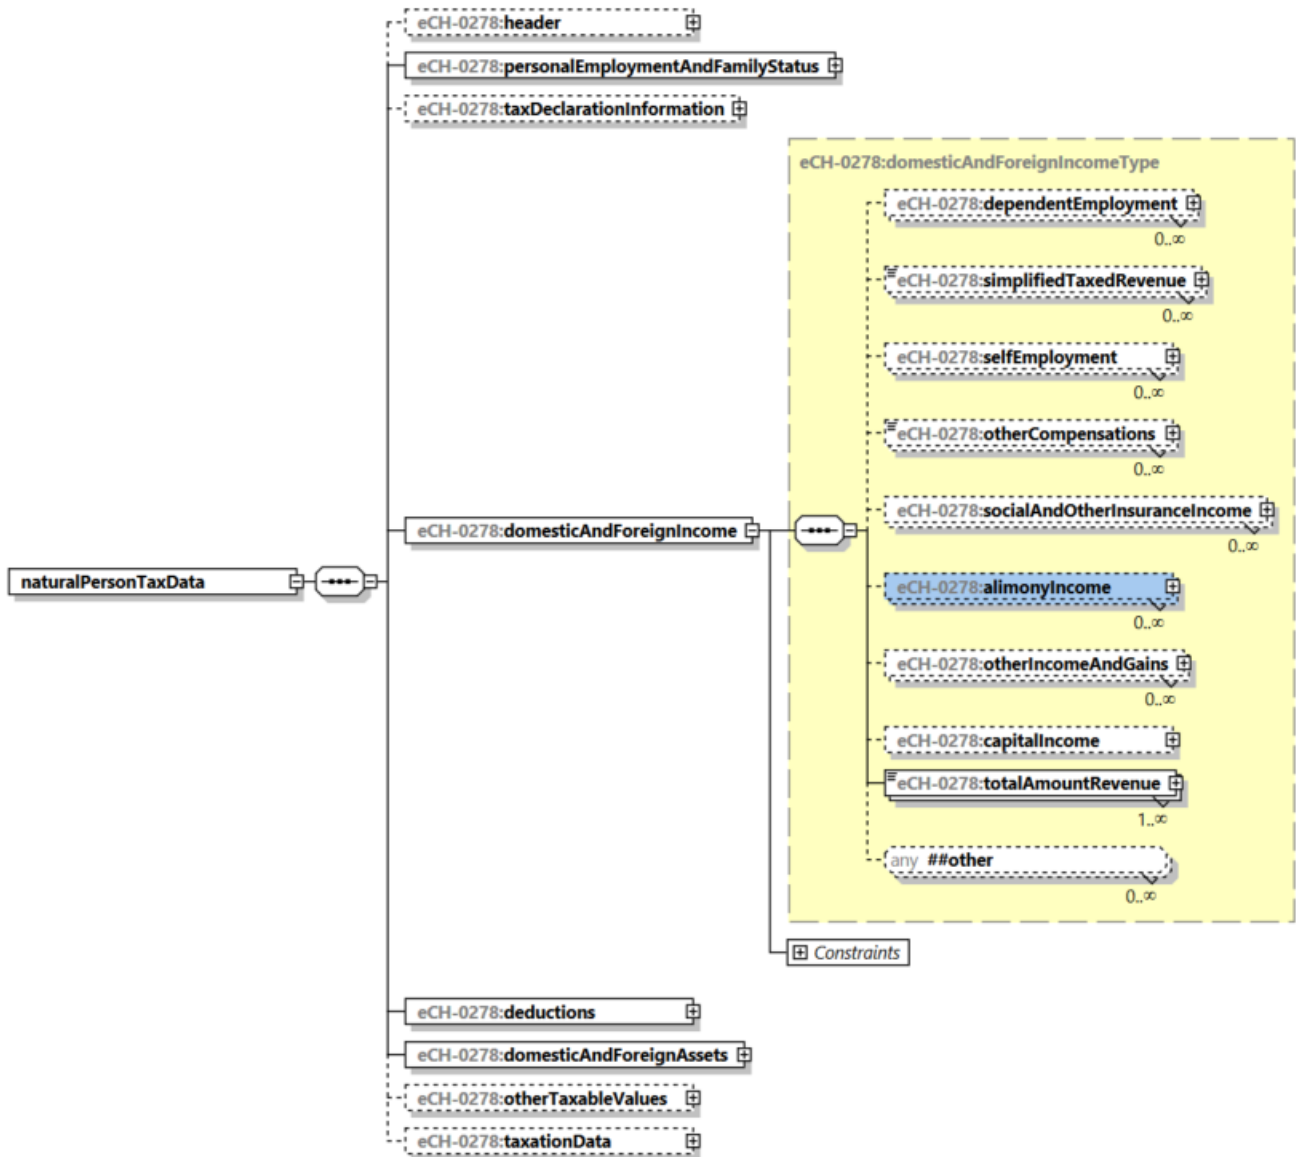 eCH-0278:header
eCH-0278:personalEmploymentAndFamilyStatus
eCH-0278:taxDeclarationInformation
eCH-0278:domesticAndForeignIncomeType
eCH-0278:dependentEmployment
0..∞
eCH-0278:simplifiedTaxedRevenue
0..∞
eCH-0278:selfEmployment
0..∞
eCH-0278:otherCompensations
0..∞
eCH-0278:socialAndOtherInsuranceIncome
0..∞
eCH-0278:domesticAndForeignIncome
naturalPersonTaxData
eCH-0278:alimonyIncome
0..∞
eCH-0278:otherIncomeAndGains
0..∞
eCH-0278:capitalIncome
eCH-0278:totalAmountRevenue
1..∞
any ##other
0..∞
Constraints
eCH-0278:deductions
eCH-0278:domesticAndForeignAssets
eCH-0278:otherTaxableValues
eCH-0278:taxationData